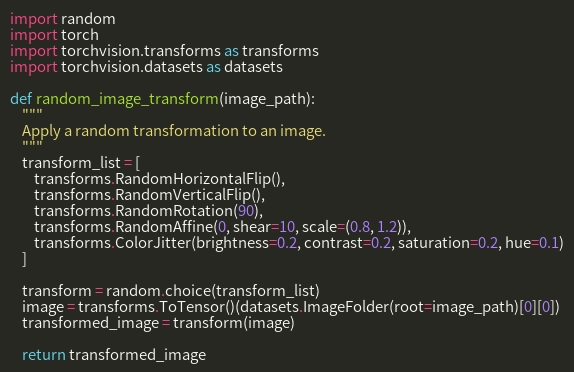 import random
import torch
import torchvision.transforms as transforms
import torchvision.datasets as datasets

def random_image_transform(image_path):
    """
    Apply a random transformation to an image.
    """
    transform_list = [
        transforms.RandomHorizontalFlip(),
        transforms.RandomVerticalFlip(),
        transforms.RandomRotation(90),
        transforms.RandomAffine(0, shear=10, scale=(0.8, 1.2)),
        transforms.ColorJitter(brightness=0.2, contrast=0.2, saturation=0.2, hue=0.1)
    ]

    transform = random.choice(transform_list)
    image = transforms.ToTensor()(datasets.ImageFolder(root=image_path)[0][0])
    transformed_image = transform(image)

    return transformed_image